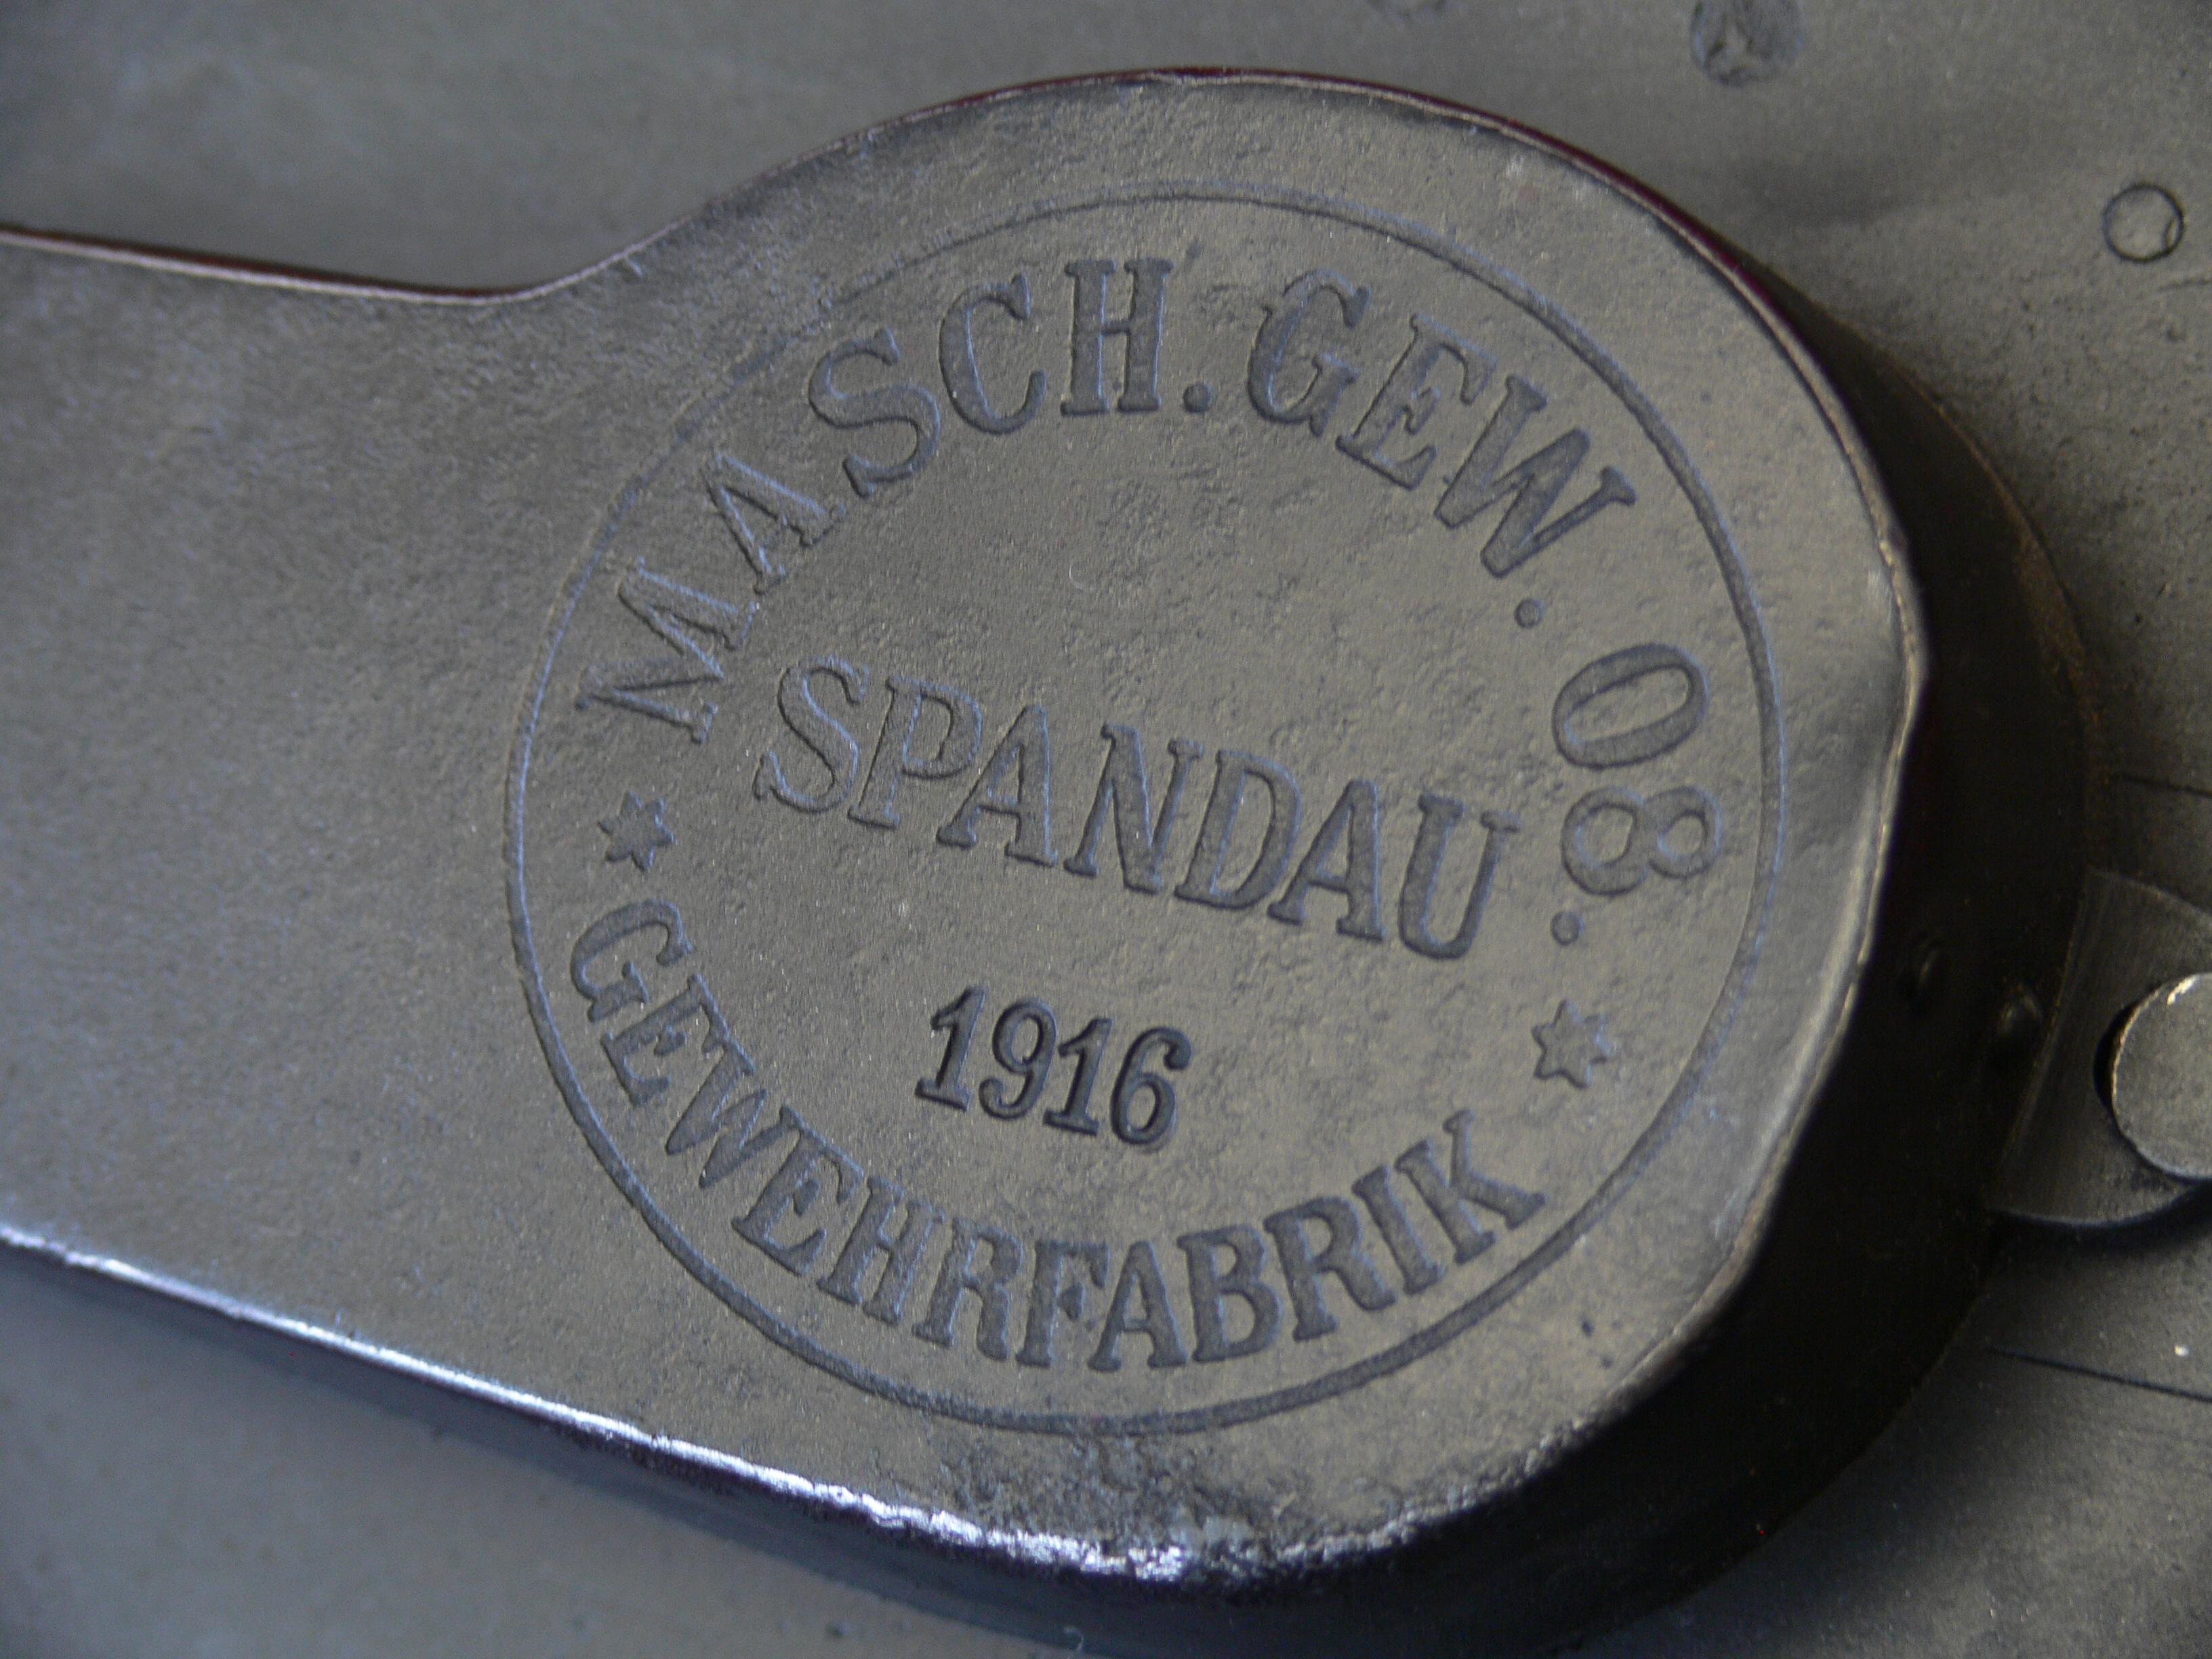 MASCH.GEW. 08.
SPANDAU
1916
GEWEHRFABRIK